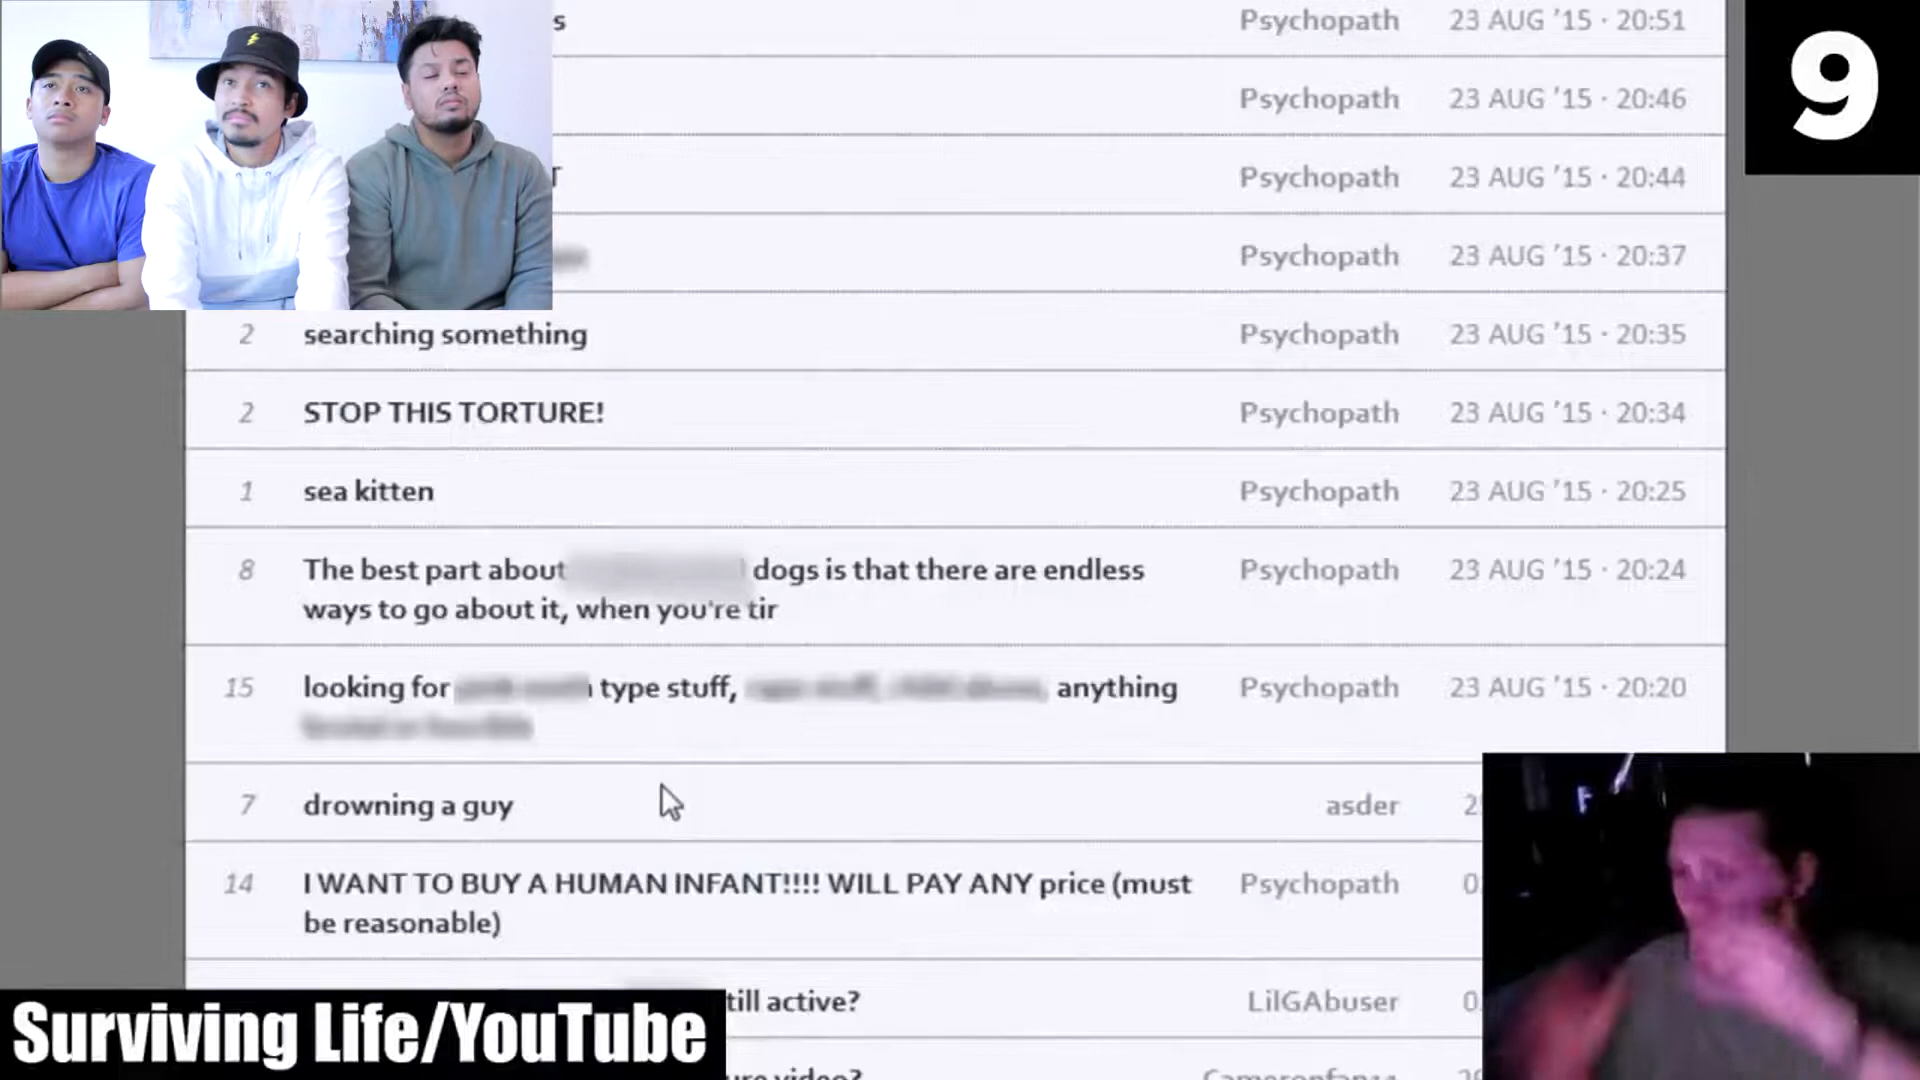 s Psychopath 23 AUG '15 · 20:51
9
Psychopath 23 AUG '15 · 20:46
T Psychopath 23 AUG '15 · 20:44
Psychopath 23 AUG '15 · 20:37
2 searching something Psychopath 23 AUG '15 · 20:35
2 STOP THIS TORTURE! Psychopath 23 AUG '15 · 20:34
1 sea kitten Psychopath 23 AUG '15 · 20:25
8 The best part about dogs is that there are endless Psychopath 23 AUG '15 · 20:24
ways to go about it, when you're tir
15 looking for type stuff, anything Psychopath 23 AUG '15 · 20:20
7 drowning a guy asder 2
14 I WANT TO BUY A HUMAN INFANT!!!! WILL PAY ANY price (must Psychopath 0
be reasonable)
till active? LilGAbuser 0
Surviving Life/YouTube
video?